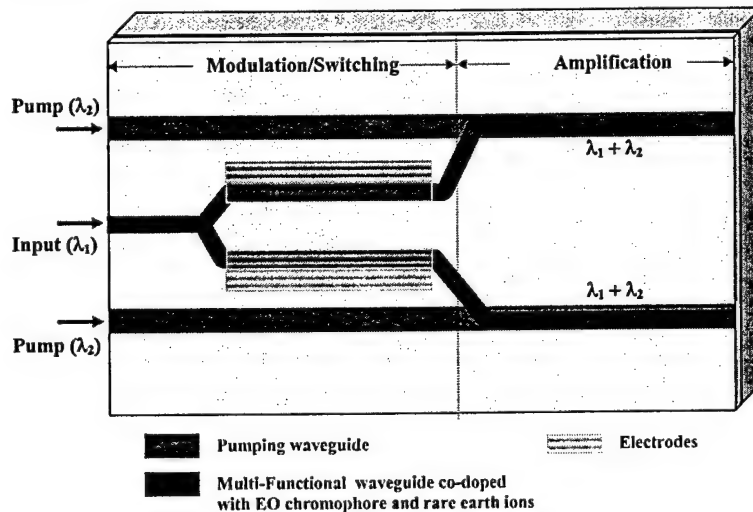 Modulation/Switching
Amplification
Pump (λ₂)
λ₁ + λ₂
Input (λ₁)
λ₁ + λ₂
Pump (λ₂)
Pumping waveguide
Electrodes
Multi-Functional waveguide co-doped
with EO chromophore and rare earth ions